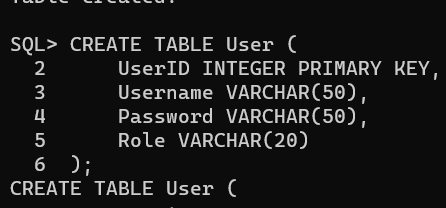 Table created.
SQL> CREATE TABLE User (
2 UserID INTEGER PRIMARY KEY,
3 Username VARCHAR(50),
4 Password VARCHAR(50),
5 Role VARCHAR(20)
6 );
CREATE TABLE User (